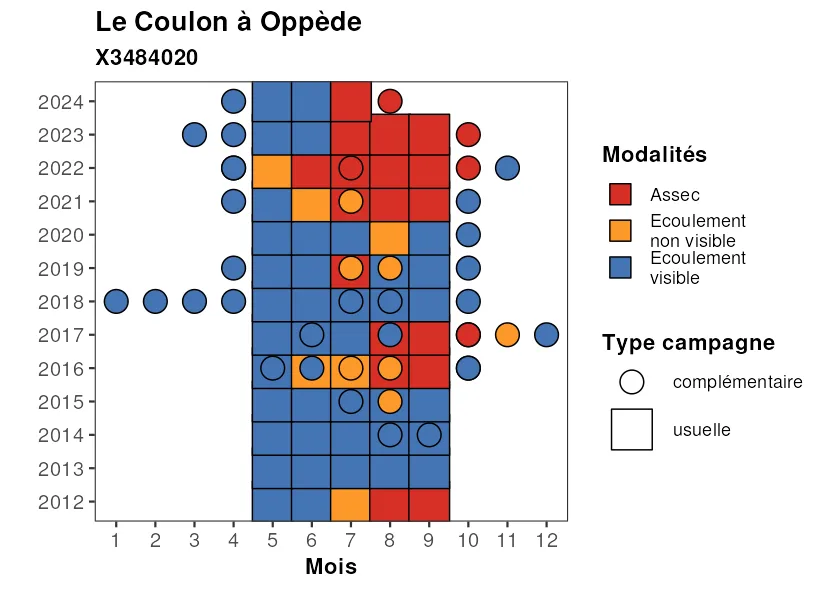 Le Coulon à Oppède
X3484020
2024
2023
2022
2021
2020
2019
2018
2017
2016
2015
2014
2013
2012
1 2 3 4 5 6 7 8 9 10 11 12
Mois
Modalités
Assec
Ecoulement
non visible
Ecoulement
visible
Type campagne
complémentaire
usuelle